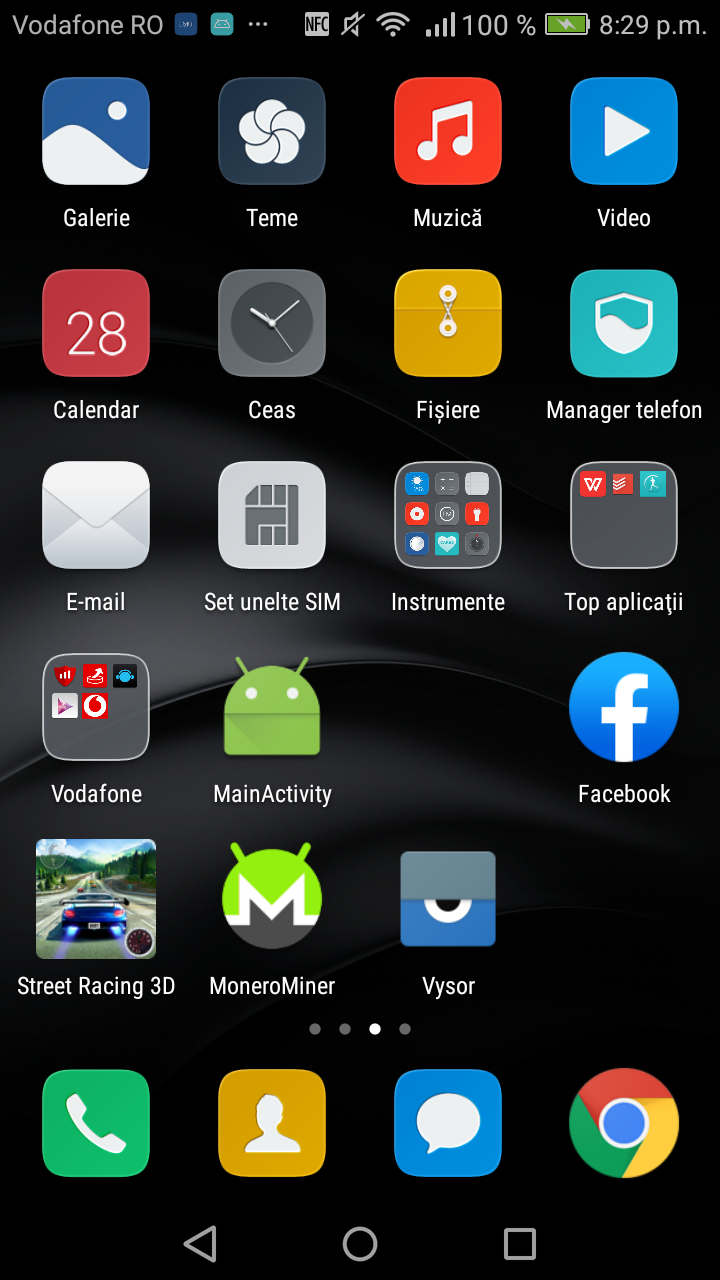 Vodafone RO NFC 100 % 8:29 p.m.
Galerie Teme Muzică Video
28
Calendar Ceas Fișiere Manager telefon
E-mail Set unelte SIM Instrumente Top aplicaţii
Vodafone MainActivity Facebook
Street Racing 3D MoneroMiner Vysor